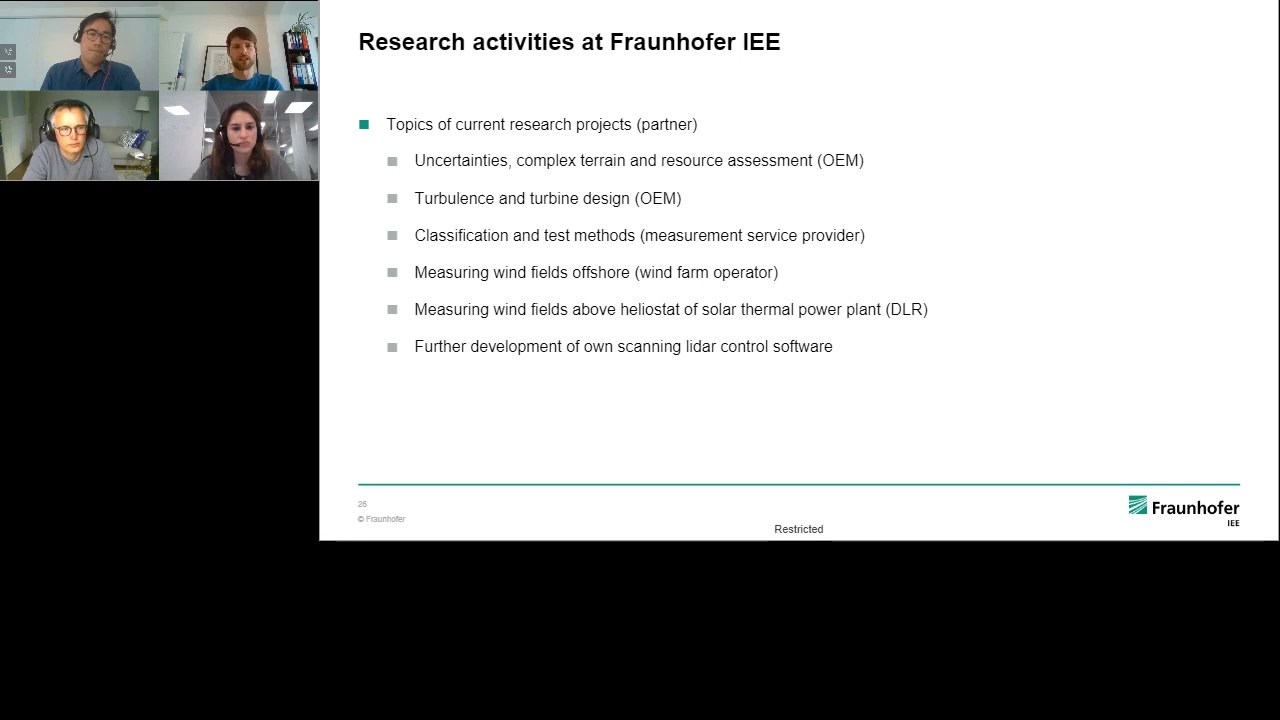 Research activities at Fraunhofer IEE
Topics of current research projects (partner)
Uncertainties, complex terrain and resource assessment (OEM)
Turbulence and turbine design (OEM)
Classification and test methods (measurement service provider)
Measuring wind fields offshore (wind farm operator)
Measuring wind fields above heliostat of solar thermal power plant (DLR)
Further development of own scanning lidar control software
26
© Fraunhofer
Restricted
Fraunhofer
IEE